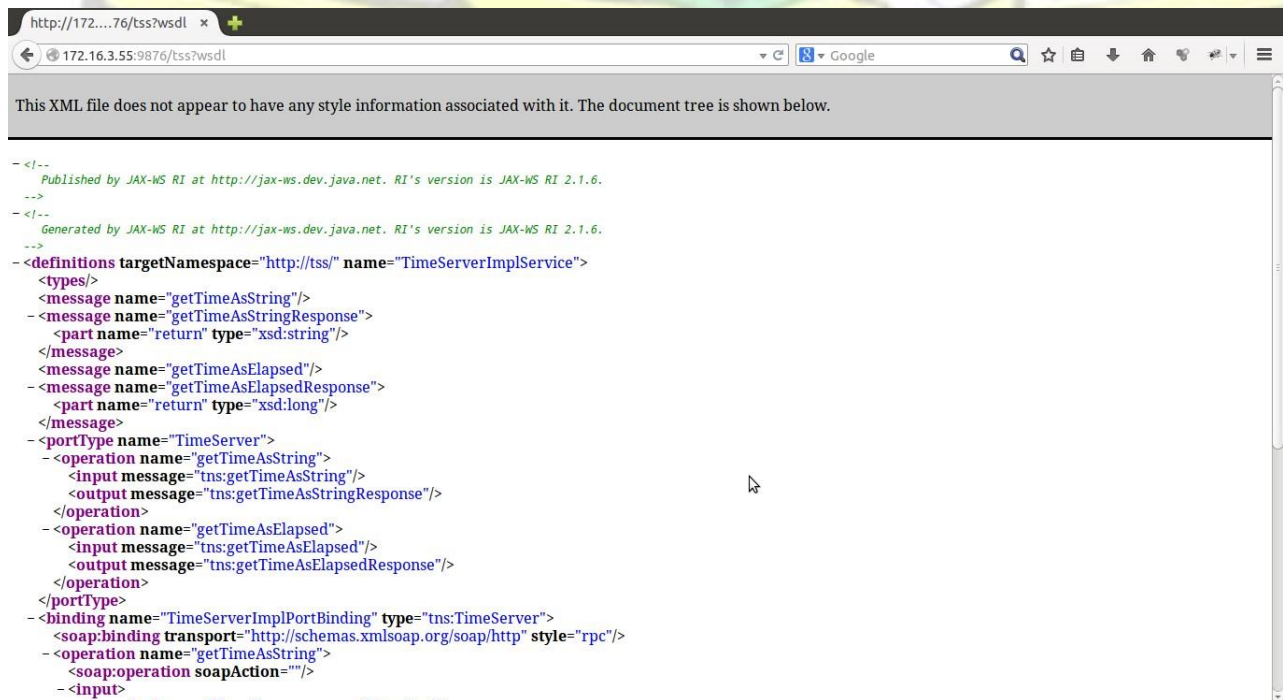 http://172....76/tss?wsdl ×
172.16.3.55:9876/tss?wsdl
Google
This XML file does not appear to have any style information associated with it. The document tree is shown below.
- <!--
Published by JAX-WS RI at http://jax-ws.dev.java.net. RI's version is JAX-WS RI 2.1.6.
-->
- <!--
Generated by JAX-WS RI at http://jax-ws.dev.java.net. RI's version is JAX-WS RI 2.1.6.
-->
- <definitions targetNamespace="http://tss/" name="TimeServerImplService">
<types/>
<message name="getTimeAsString"/>
- <message name="getTimeAsStringResponse">
<part name="return" type="xsd:string"/>
</message>
<message name="getTimeAsElapsed"/>
- <message name="getTimeAsElapsedResponse">
<part name="return" type="xsd:long"/>
</message>
- <portType name="TimeServer">
- <operation name="getTimeAsString">
<input message="tns:getTimeAsString"/>
<output message="tns:getTimeAsStringResponse"/>
</operation>
- <operation name="getTimeAsElapsed">
<input message="tns:getTimeAsElapsed"/>
<output message="tns:getTimeAsElapsedResponse"/>
</operation>
</portType>
- <binding name="TimeServerImplPortBinding" type="tns:TimeServer">
<soap:binding transport="http://schemas.xmlsoap.org/soap/http" style="rpc"/>
- <operation name="getTimeAsString">
<soap:operation soapAction=""/>
- <input>